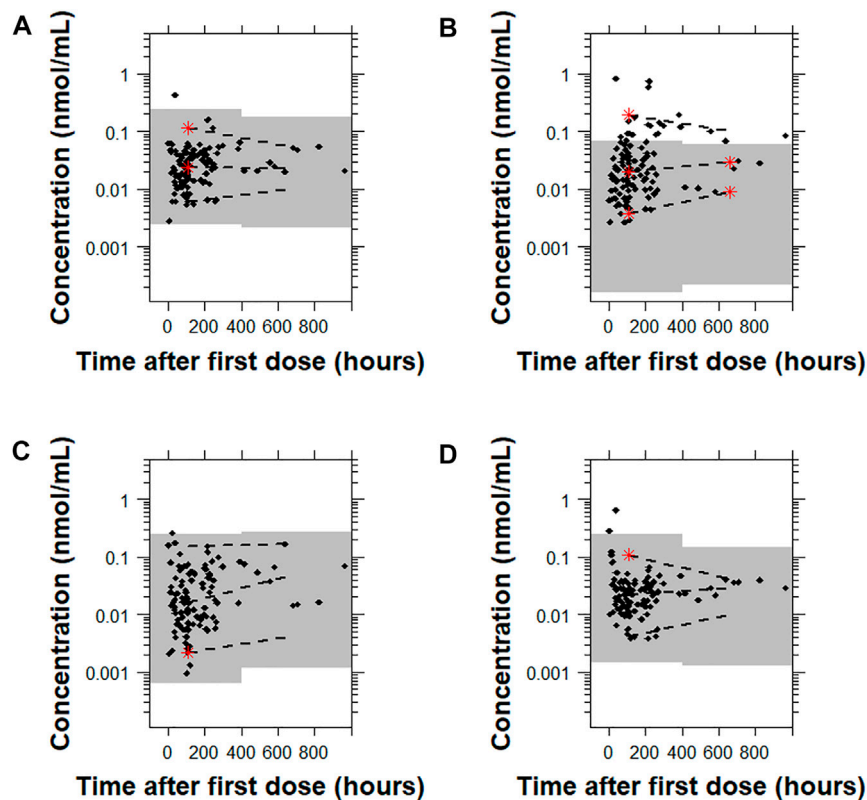 A
Concentration (nmol/mL)
1
0.1
0.01
0.001
0 200 400 600 800
Time after first dose (hours)
B
Concentration (nmol/mL)
1
0.1
0.01
0.001
0 200 400 600 800
Time after first dose (hours)
C
Concentration (nmol/mL)
1
0.1
0.01
0.001
0 200 400 600 800
Time after first dose (hours)
D
Concentration (nmol/mL)
1
0.1
0.01
0.001
0 200 400 600 800
Time after first dose (hours)